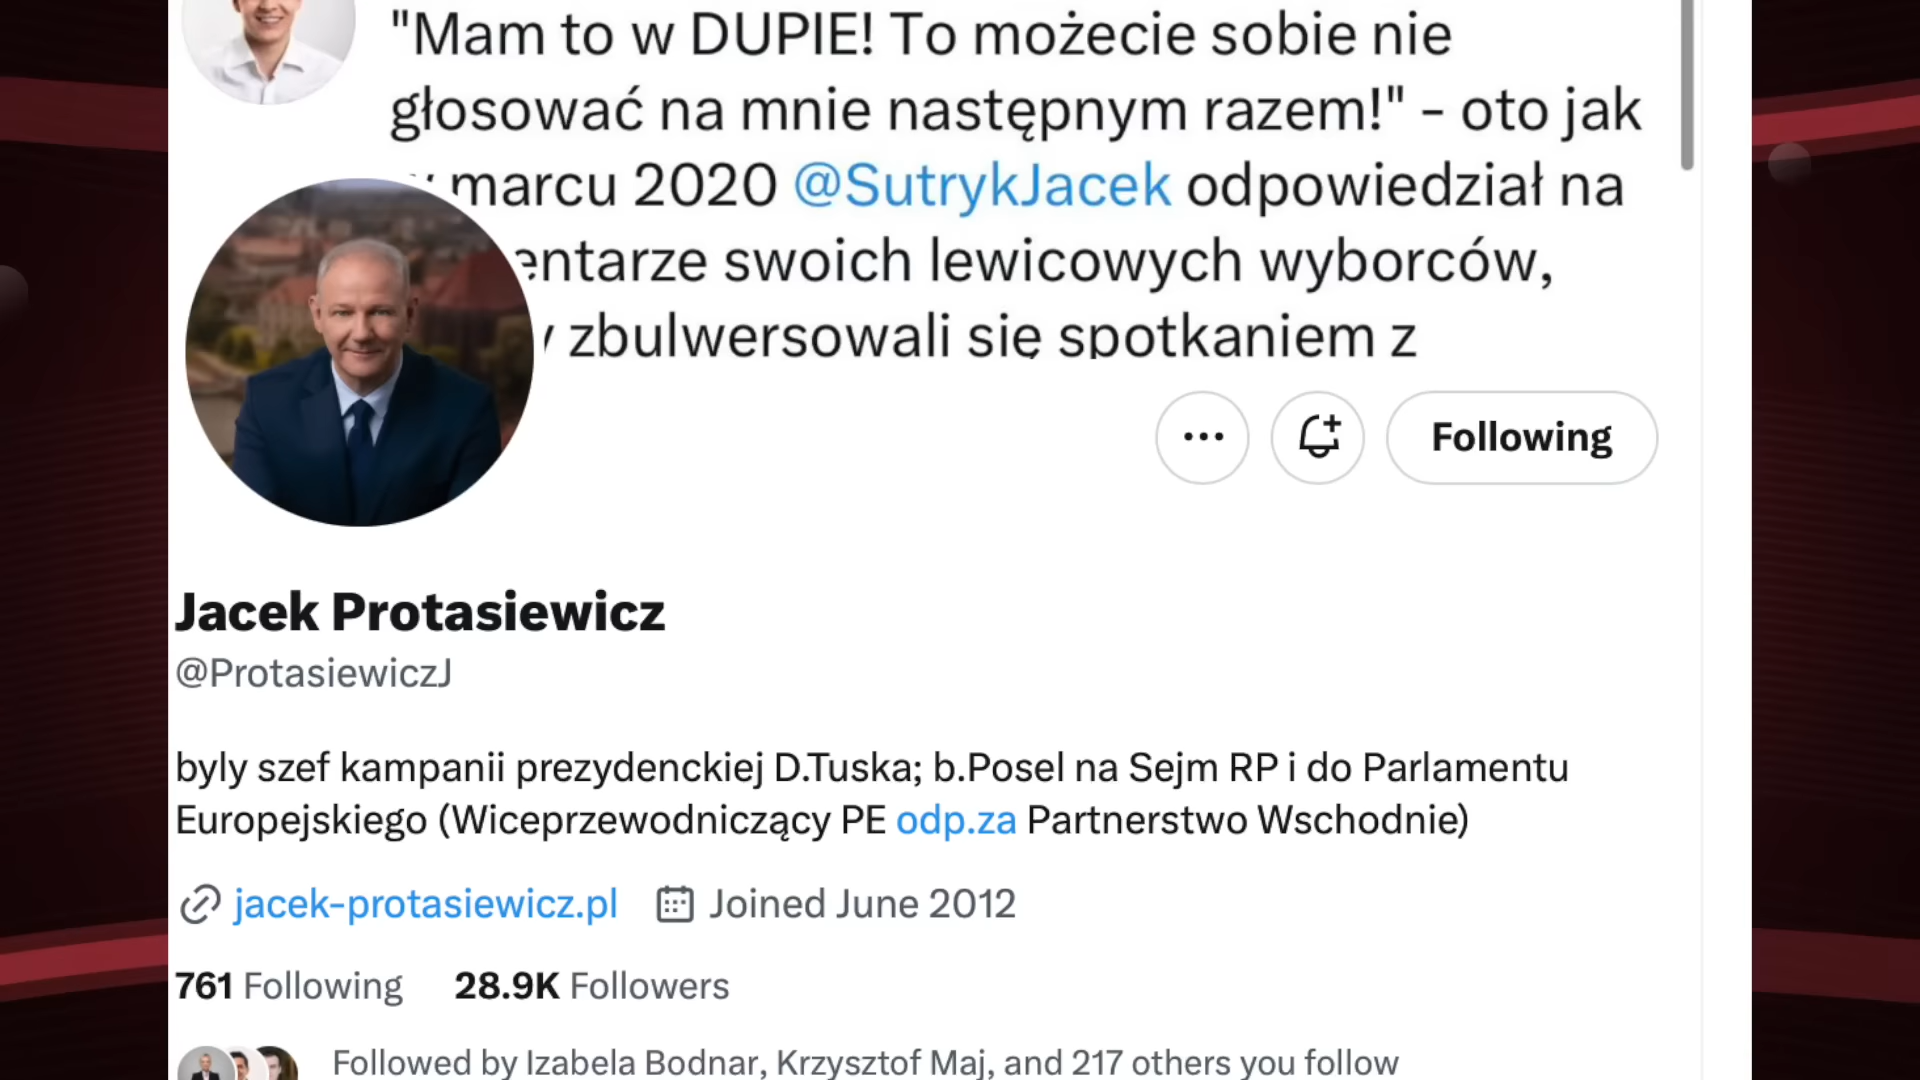 "Mam to w DUPIE! To możecie sobie nie
głosować na mnie następnym razem!" - oto jak
marcu 2020 @SutrykJacek odpowiedział na
entarze swoich lewicowych wyborców,
y zbulwersowali się spotkaniem z
Following
Jacek Protasiewicz
@ProtasiewiczJ
byly szef kampanii prezydenckiej D.Tuska; b.Posel na Sejm RP i do Parlamentu
Europejskiego (Wiceprzewodniczący PE odp.za Partnerstwo Wschodnie)
jacek-protasiewicz.pl Joined June 2012
761 Following 28.9K Followers
Followed by Izabela Bodnar, Krzysztof Maj, and 217 others you follow